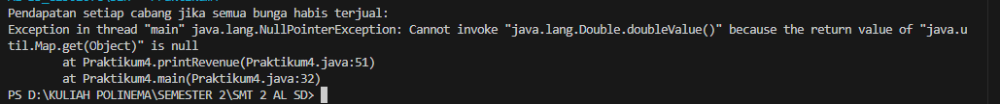 Pendapatan setiap cabang jika semua bunga habis terjual:
Exception in thread "main" java.lang.NullPointerException: Cannot invoke "java.lang.Double.doubleValue()" because the return value of "java.u
til.Map.get(Object)" is null
        at Praktikum4.printRevenue(Praktikum4.java:51)
        at Praktikum4.main(Praktikum4.java:32)
PS D:\KULIAH POLINEMA\SEMESTER 2\SMT 2 AL SD>